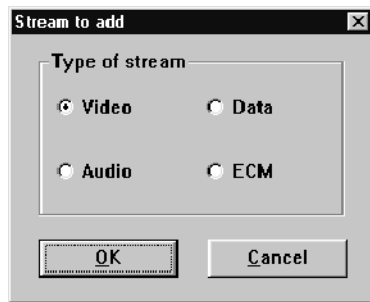 Stream to add
Type of stream
Video Data
Audio ECM
OK Cancel